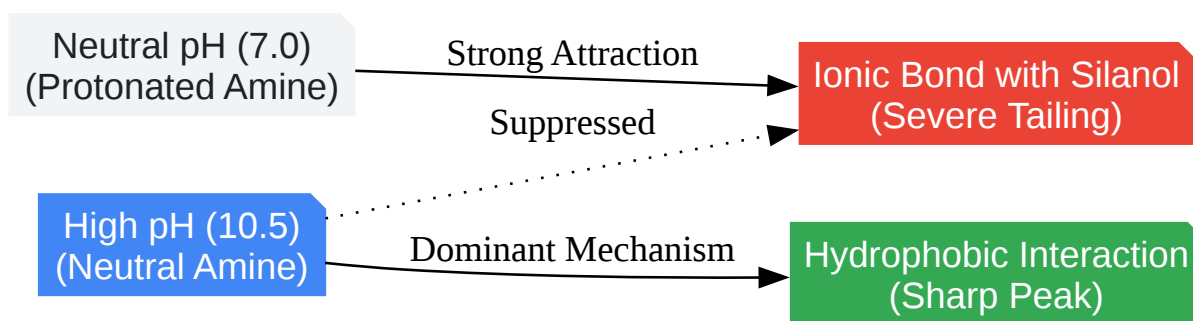 Neutral pH (7.0)
(Protonated Amine)
Strong Attraction
Ionic Bond with Silanol
(Severe Tailing)
Suppressed
High pH (10.5)
(Neutral Amine)
Dominant Mechanism
Hydrophobic Interaction
(Sharp Peak)